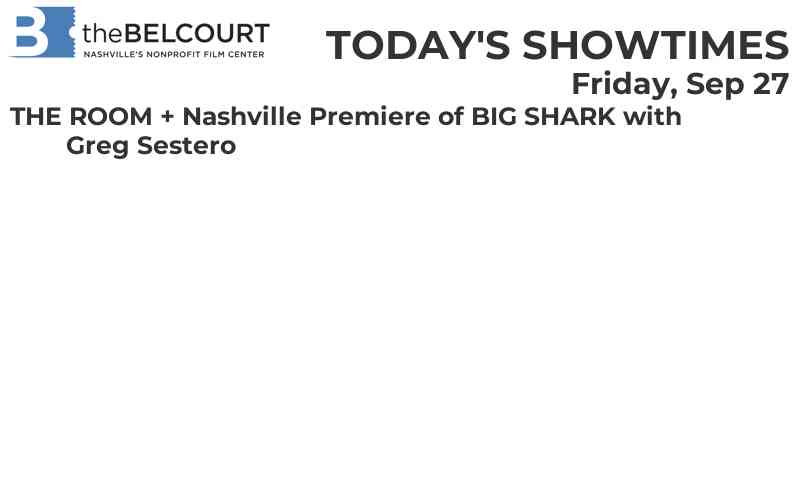 B theBELCOURT
NASHVILLE'S NONPROFIT FILM CENTER
TODAY'S SHOWTIMES
Friday, Sep 27
THE ROOM + Nashville Premiere of BIG SHARK with
Greg Sestero